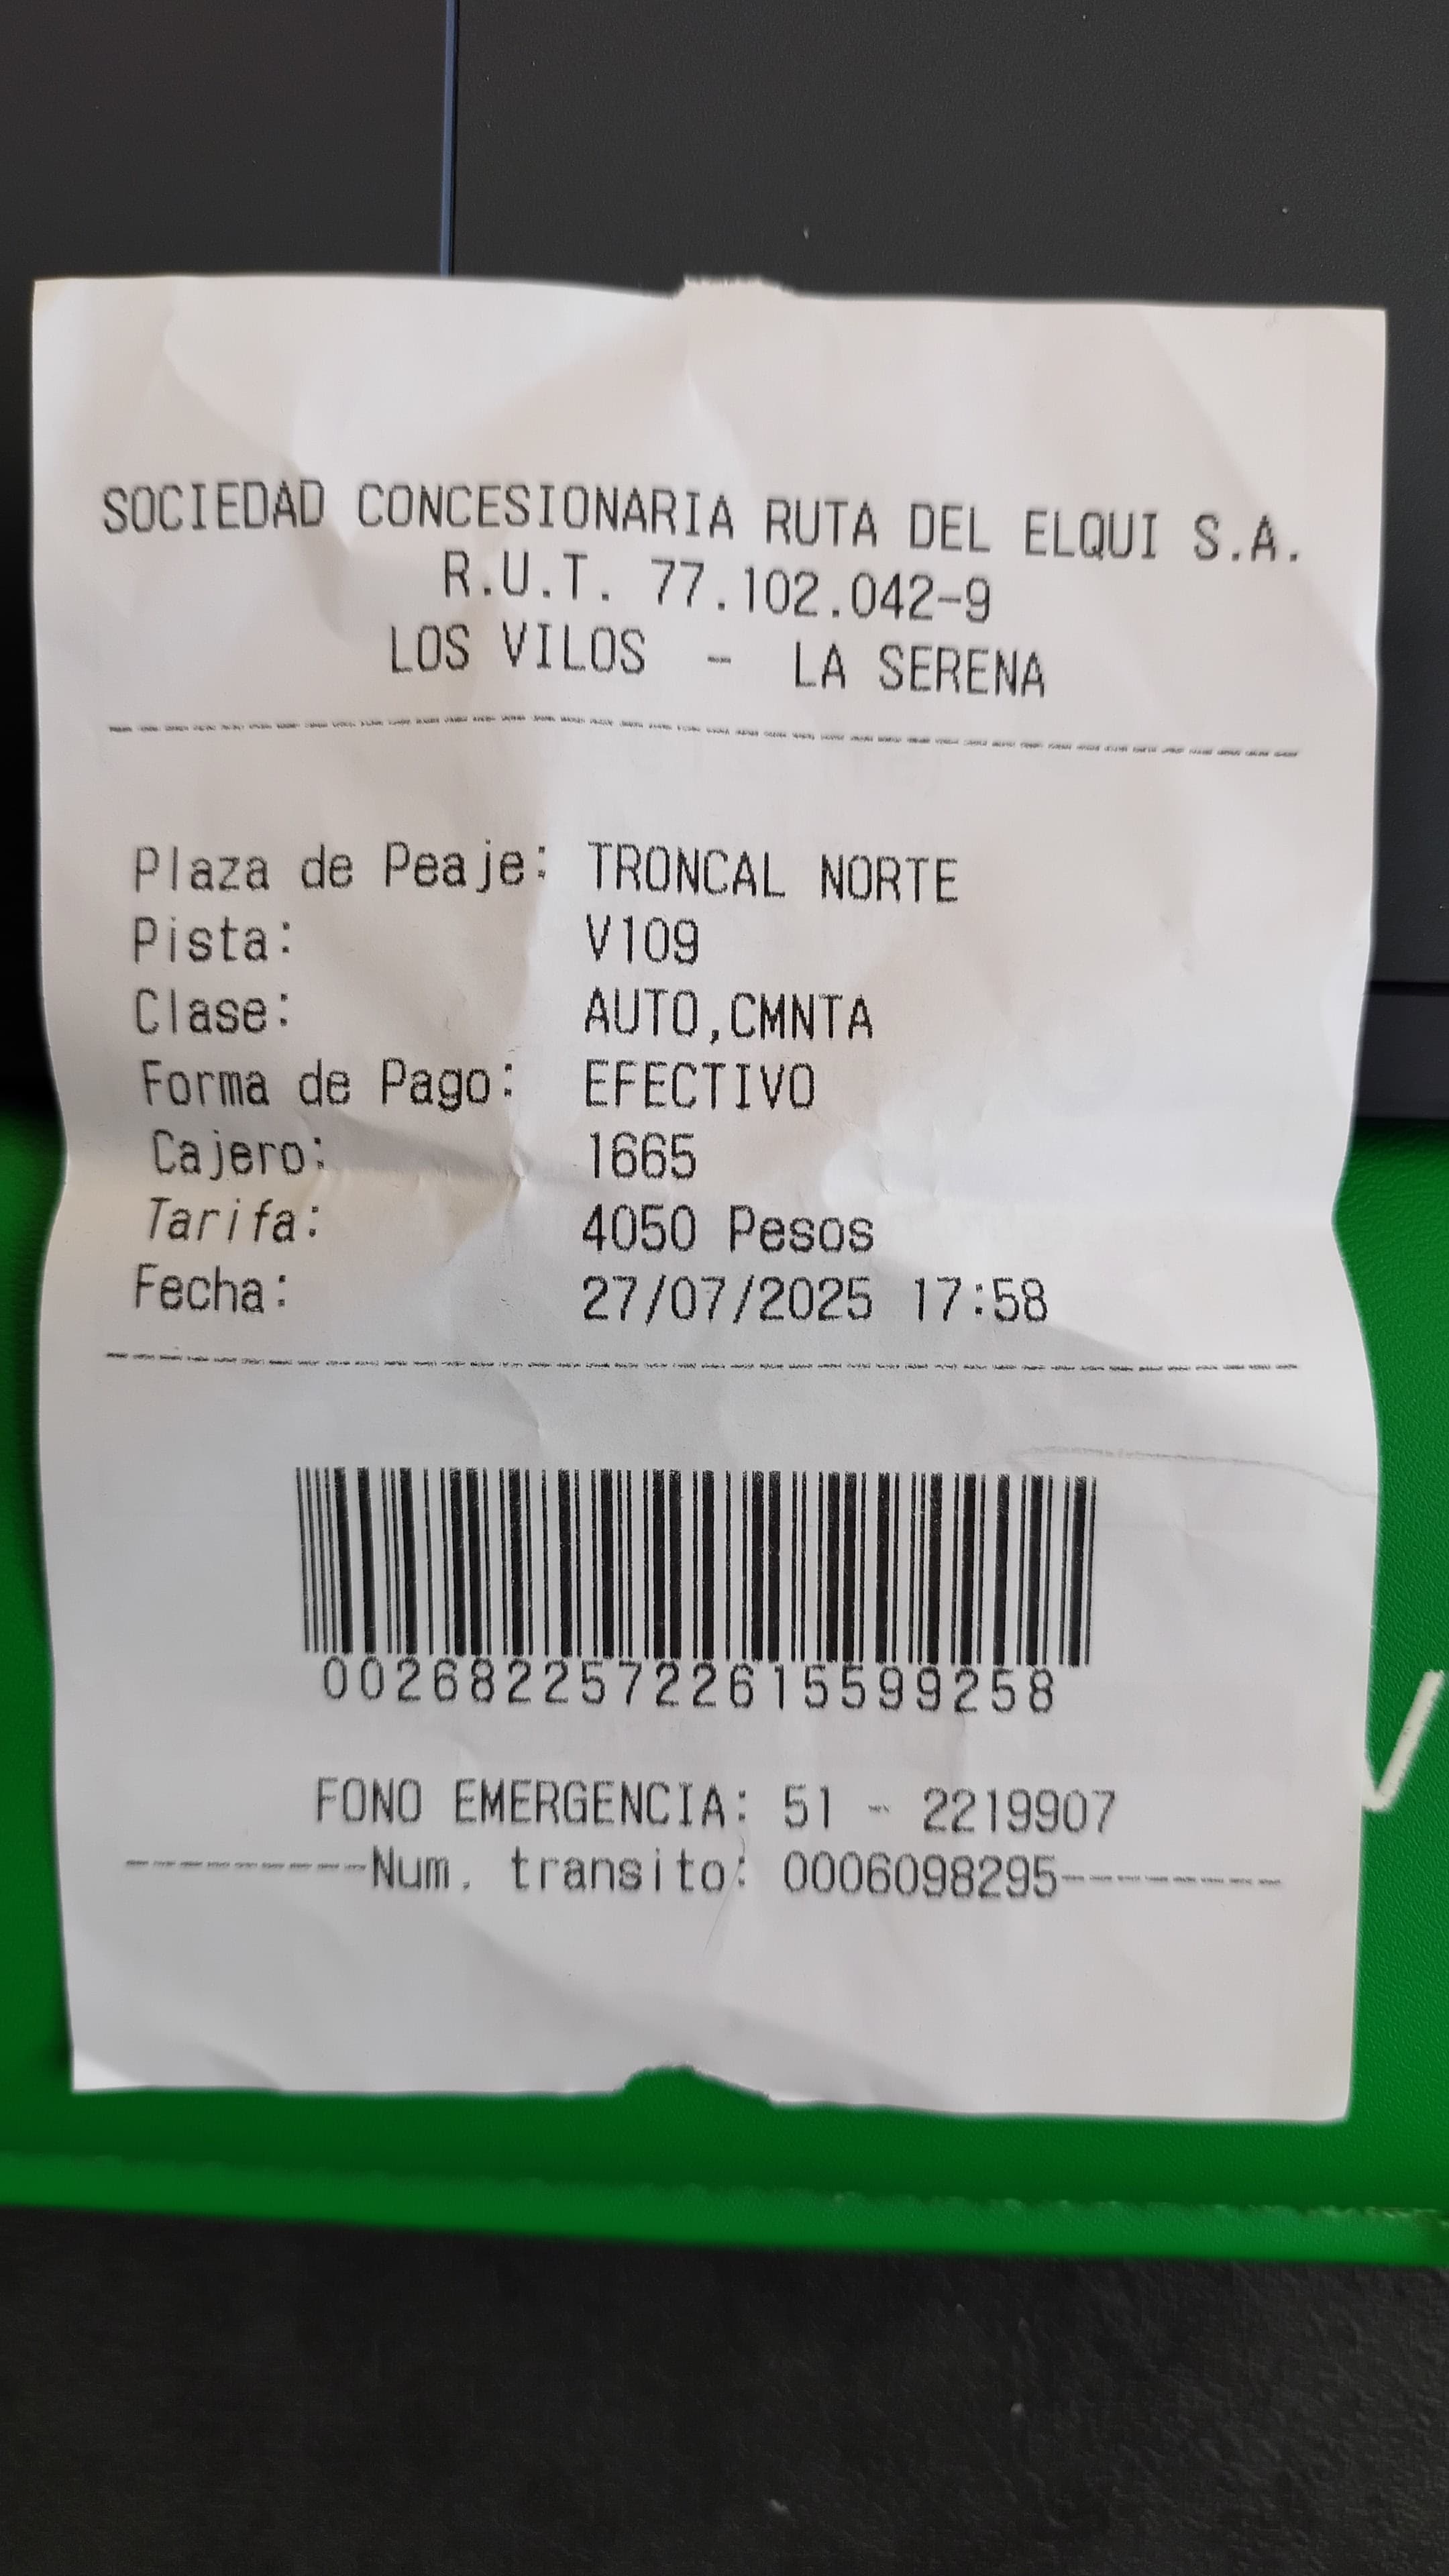 SOCIEDAD CONCESIONARIA RUTA DEL ELQUI S.A.
R.U.T. 77.102.042-9
LOS VILOS - LA SERENA
Plaza de Peaje: TRONCAL NORTE
Pista: V109
Clase: AUTO,CMNTA
Forma de Pago: EFECTIVO
Cajero: 1665
Tarifa: 4050 Pesos
Fecha: 27/07/2025 17:58
00268225722615599258
FONO EMERGENCIA: 51 - 2219907
---------Num. transito: 0006098295--------